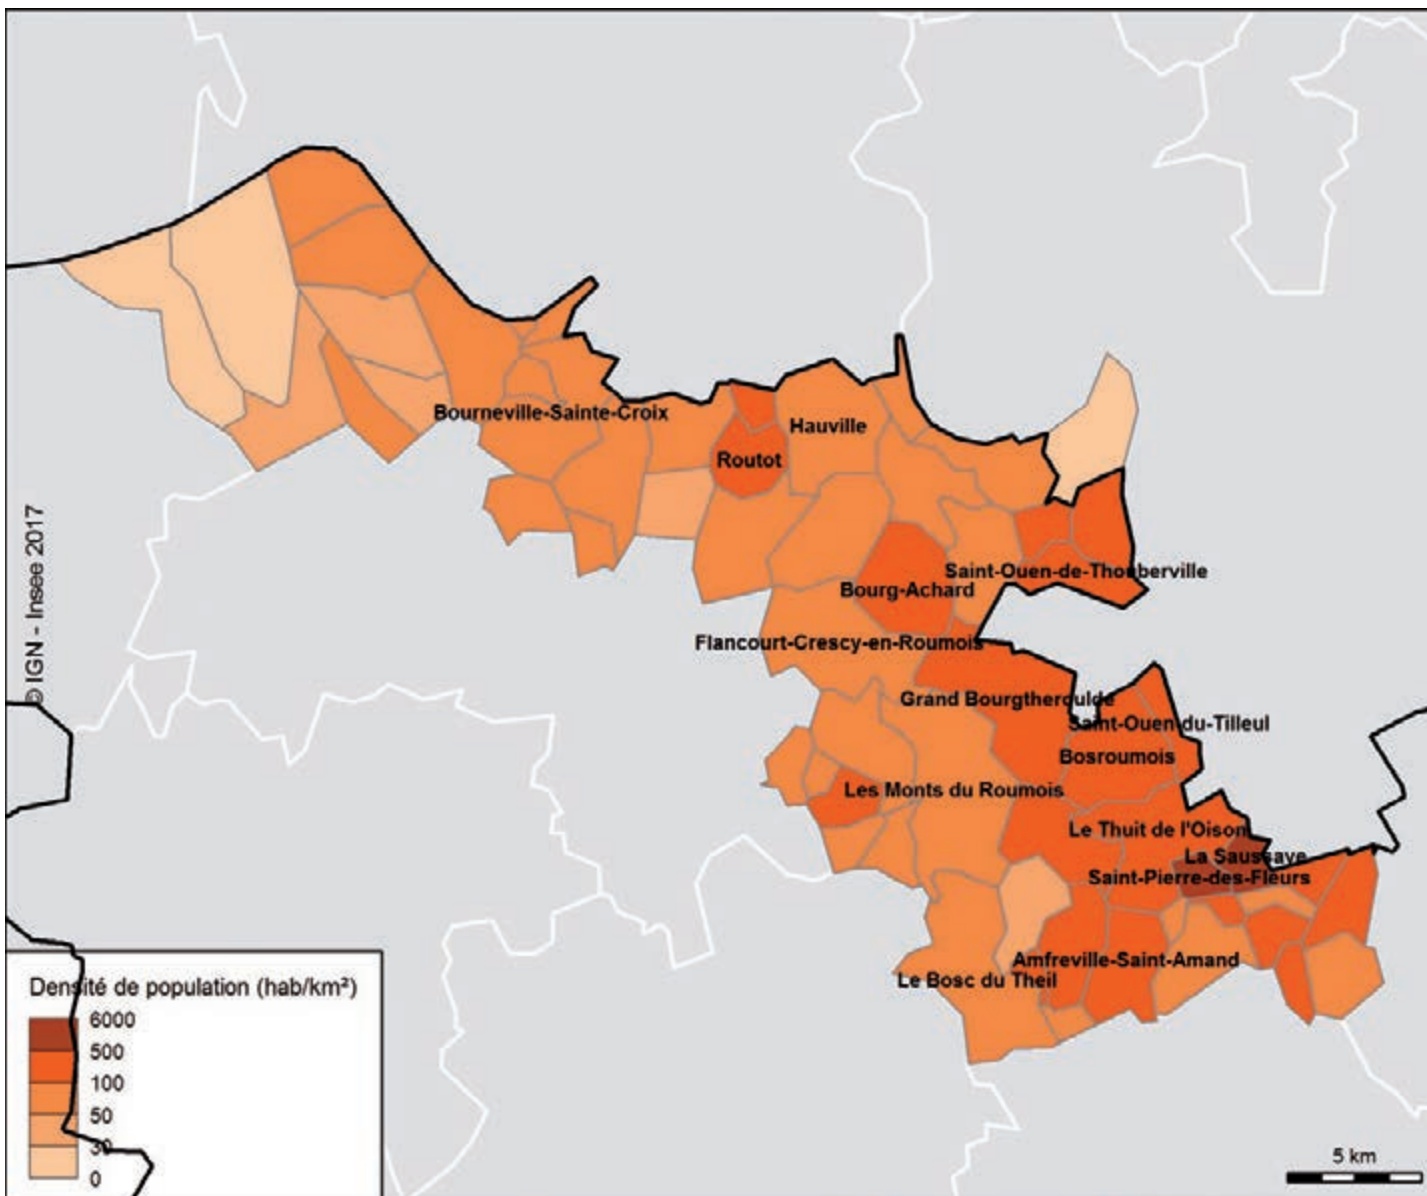 Bourneville-Sainte-Croix
Hauville
Routot
© IGN - Insee 2017
Saint-Ouen-de-Thouberville
Bourg-Achard
Flancourt-Crescy-en-Roumois
Grand Bourgtheroulde
Saint-Ouen-du-Tilleul
Bosroumois
Les Monts du Roumois
Le Thuit de l'Oison
La Saussaye
Saint-Pierre-des-Fleurs
Amfreville-Saint-Amand
Le Bosc du Theil
Densité de population (hab/km²)
6000
500
100
50
30
0
5 km